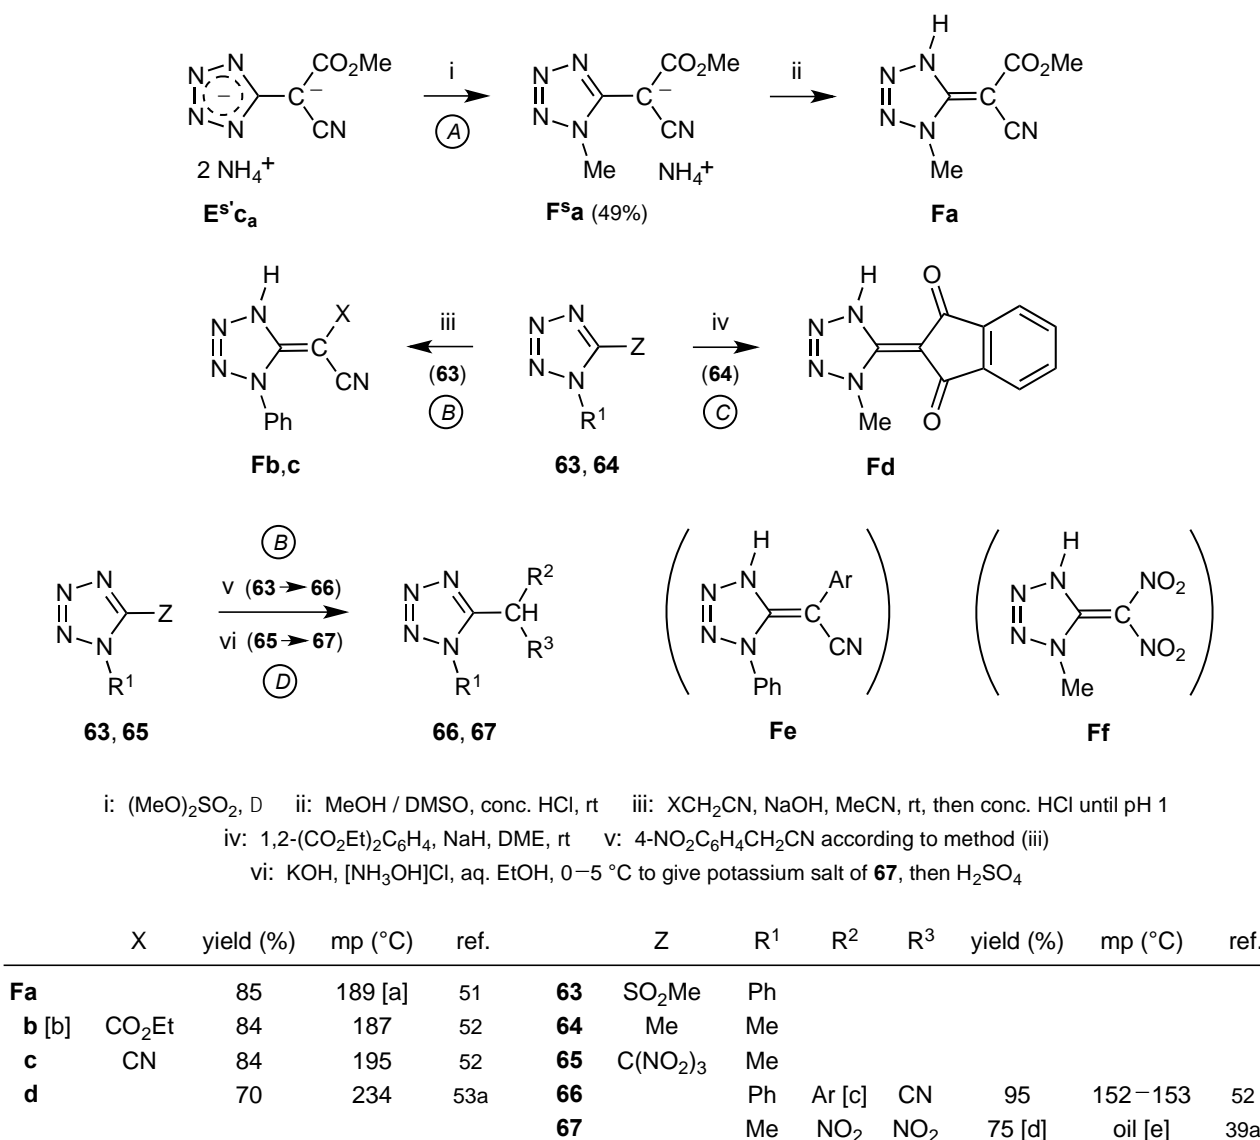 H
N N CO2Me i N N CO2Me ii N N CO2Me
N − C − A N C − N C
N N CN N N CN N N CN
2 NH4+ Me NH4+ Me
Es'ca Fsa (49%) Fa
H H O
N N X iii N N iv N N
N C (63) N Z (64) N
N CN B N N C N N
Ph R1 Me O
Fb,c 63, 64 Fd
B H H
N N v (63→66) N N R2 N N Ar N N NO2
N Z N CH N C N C
N N vi (65→67) N N R3 N N CN N N NO2
R1 D R1 Ph Me
63, 65 66, 67 Fe Ff
i: (MeO)2SO2, D ii: MeOH / DMSO, conc. HCl, rt iii: XCH2CN, NaOH, MeCN, rt, then conc. HCl until pH 1
iv: 1,2-(CO2Et)2C6H4, NaH, DME, rt v: 4-NO2C6H4CH2CN according to method (iii)
vi: KOH, [NH3OH]Cl, aq. EtOH, 0−5 °C to give potassium salt of 67, then H2SO4
X yield (%) mp (°C) ref. Z R1 R2 R3 yield (%) mp (°C) ref.
Fa 85 189 [a] 51 63 SO2Me Ph
b [b] CO2Et 84 187 52 64 Me Me
c CN 84 195 52 65 C(NO2)3 Me
d 70 234 53a 66 Ph Ar [c] CN 95 152−153 52
67 Me NO2 NO2 75 [d] oil [e] 39a